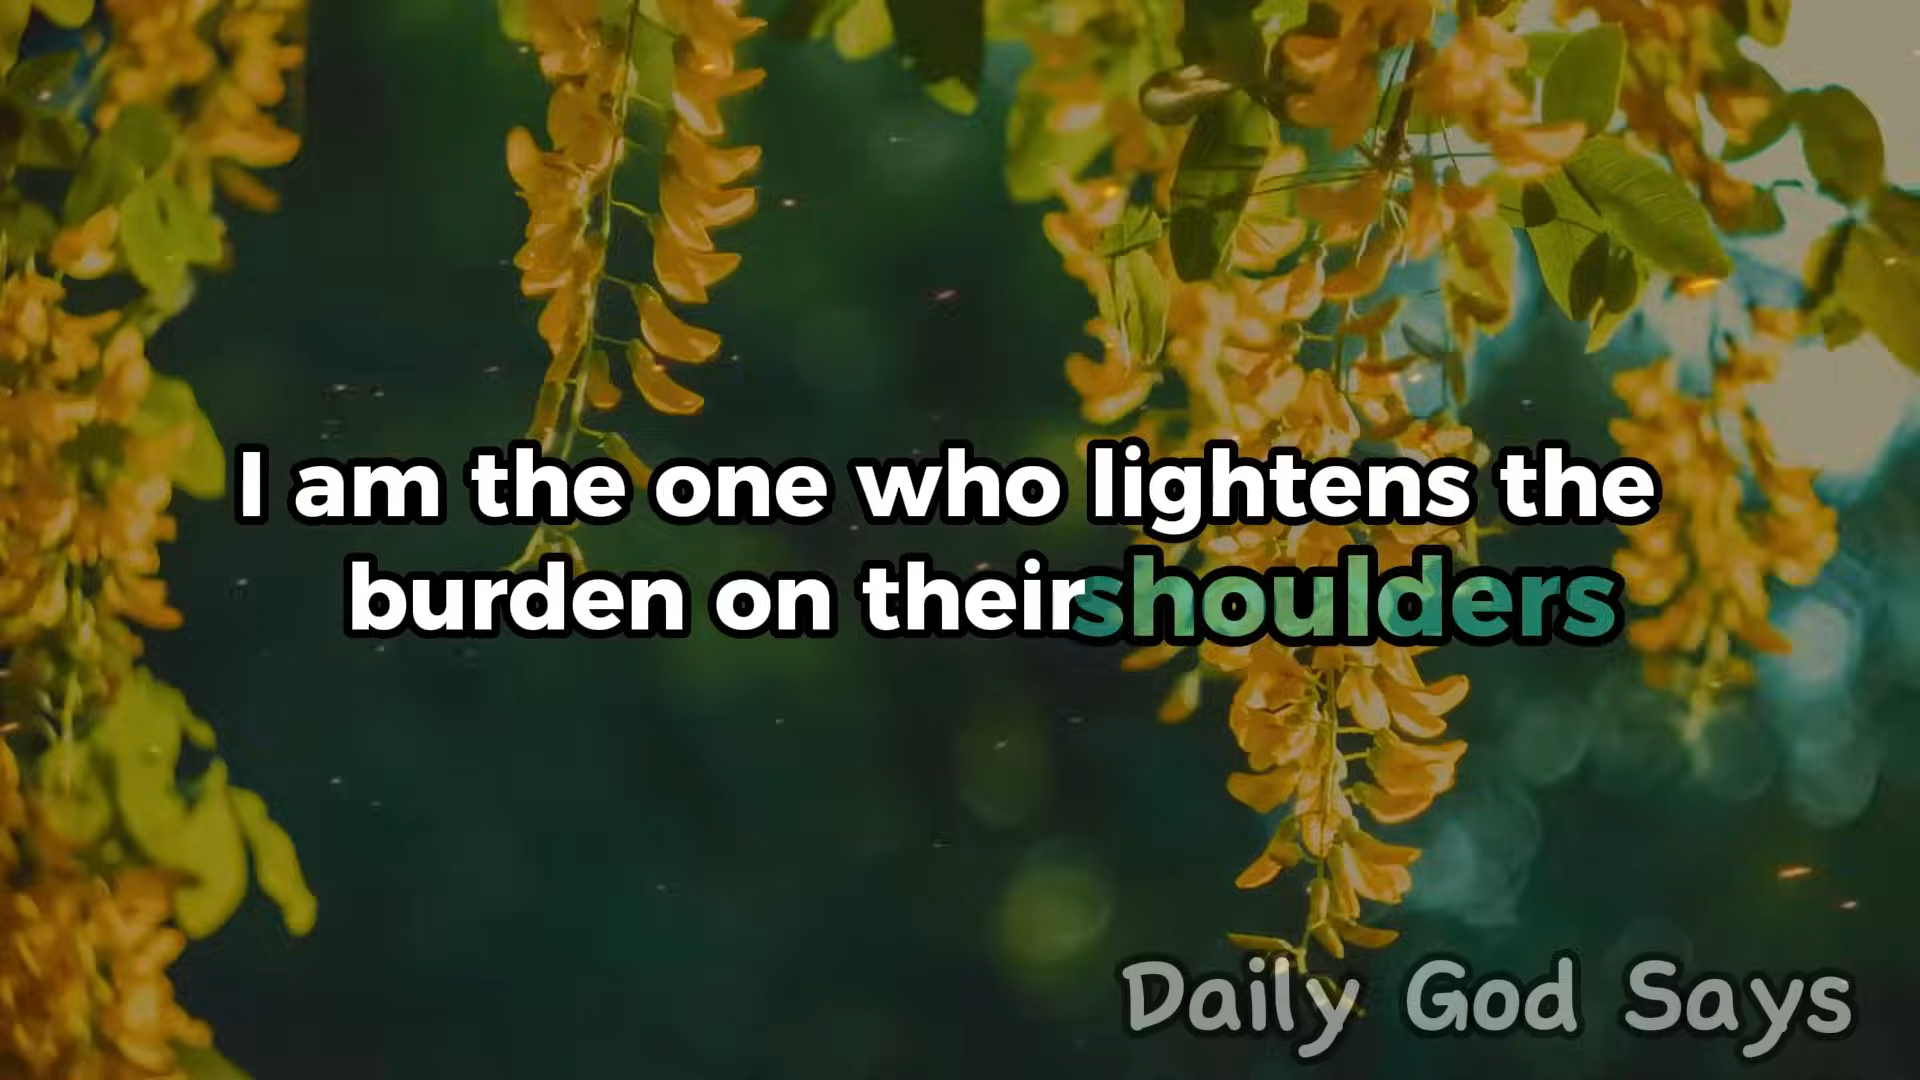 I am the one who lightens the
burden on their shoulders
Daily God Says